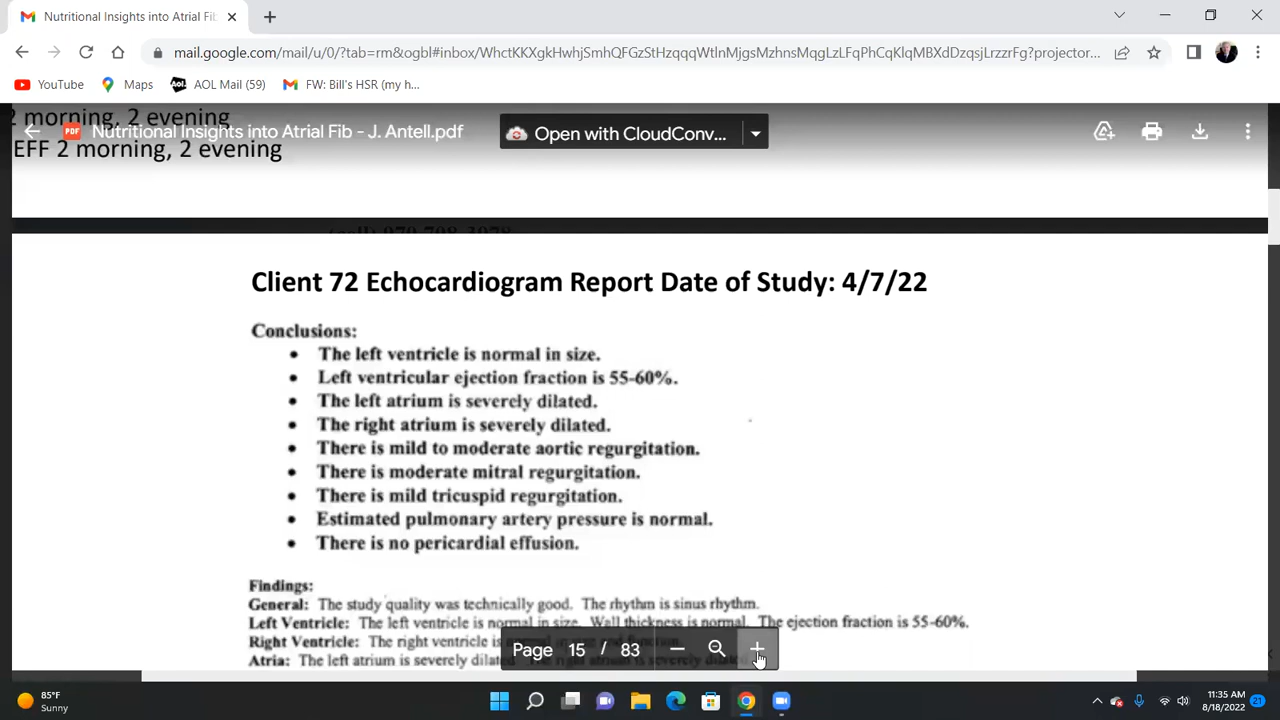 Nutritional Insights into Atrial Fib
mail.google.com/mail/u/0/?tab=rm&ogbl#inbox/WhctKKXgkHwhjSmhQFGzStHzqqqWtlnMjgsMzhnsMqgLzLFqPhCqKlqMBXdDzqsjLrzzrFg?projector...
YouTube Maps AOL Mail (59) FW: Bill's HSR (my h...
2 morning, 2 evening
PDF Nutritional Insights into Atrial Fib - J. Antell.pdf Open with CloudConv...
EFF 2 morning, 2 evening
Client 72 Echocardiogram Report Date of Study: 4/7/22
Conclusions:
• The left ventricle is normal in size.
• Left ventricular ejection fraction is 55-60%.
• The left atrium is severely dilated.
• The right atrium is severely dilated.
• There is mild to moderate aortic regurgitation.
• There is moderate mitral regurgitation.
• There is mild tricuspid regurgitation.
• Estimated pulmonary artery pressure is normal.
• There is no pericardial effusion.
Findings:
General: The study quality was technically good. The rhythm is sinus rhythm.
Left Ventricle: The left ventricle is normal in size. Wall thickness is normal. The ejection fraction is 55-60%.
Right Ventricle: The right ventricle is
Atria: The left atrium is severely
Page 15 / 83
85°F
Sunny
11:35 AM
8/18/2022
21